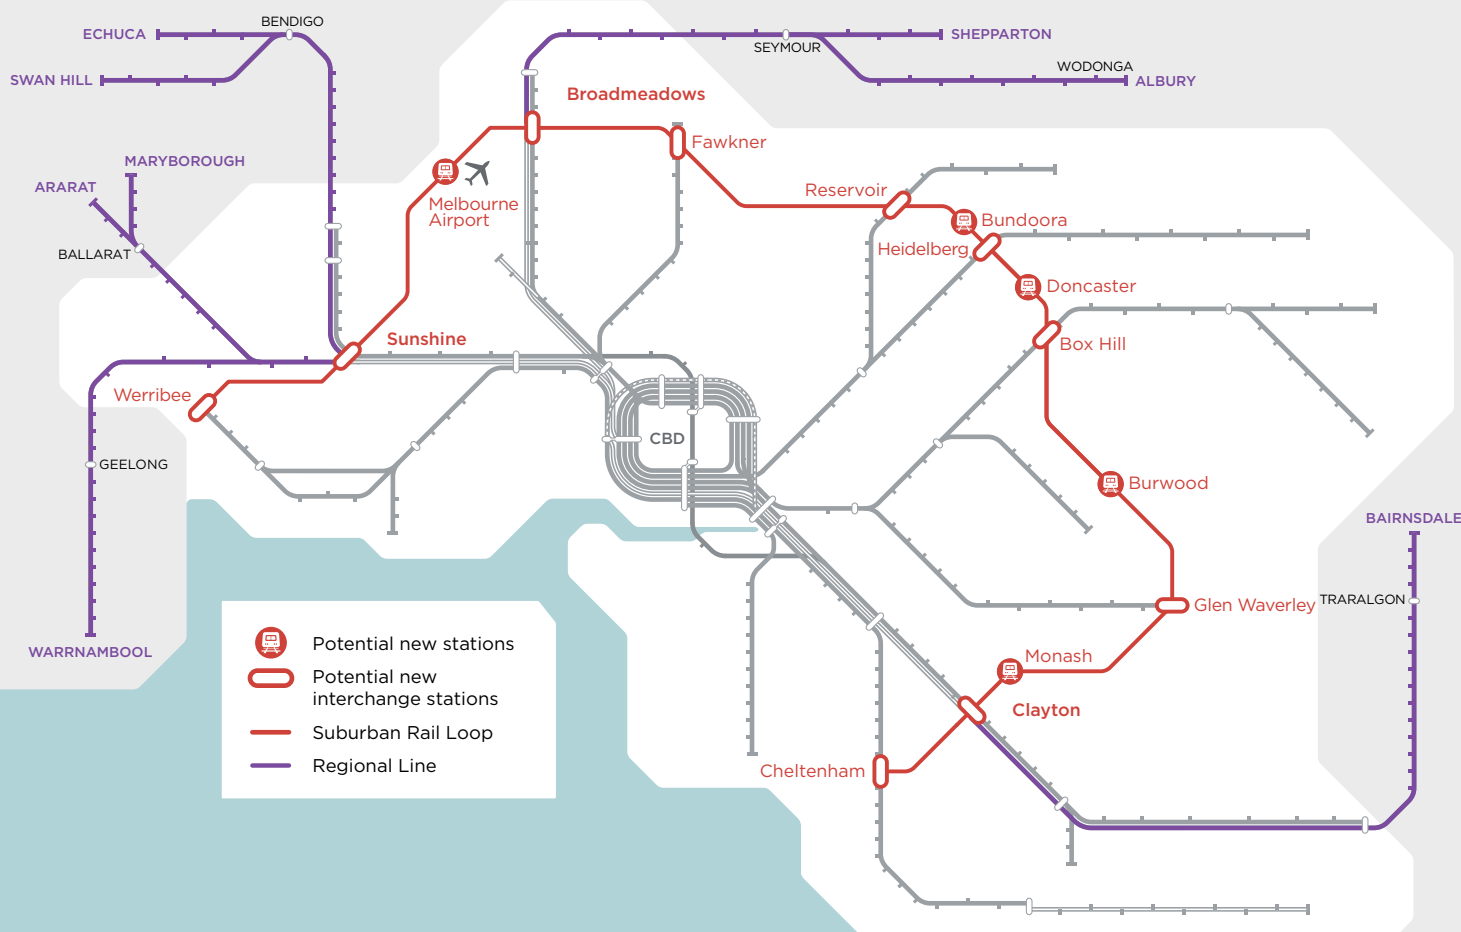 BENDIGO
ECHUCA
SWAN HILL
SHEPPARTON
SEYMOUR
WODONGA
ALBURY
Broadmeadows
Fawkner
MARYBOROUGH
ARARAT
BALLARAT
Melbourne
Airport
Reservoir
Bundoora
Heidelberg
Doncaster
Sunshine
Box Hill
Werribee
CBD
GEELONG
Burwood
BAIRNSDALE
Glen Waverley
TRARALGON
WARRNAMBOOL
Monash
Clayton
Cheltenham
Potential new stations
Potential new
interchange stations
Suburban Rail Loop
Regional Line